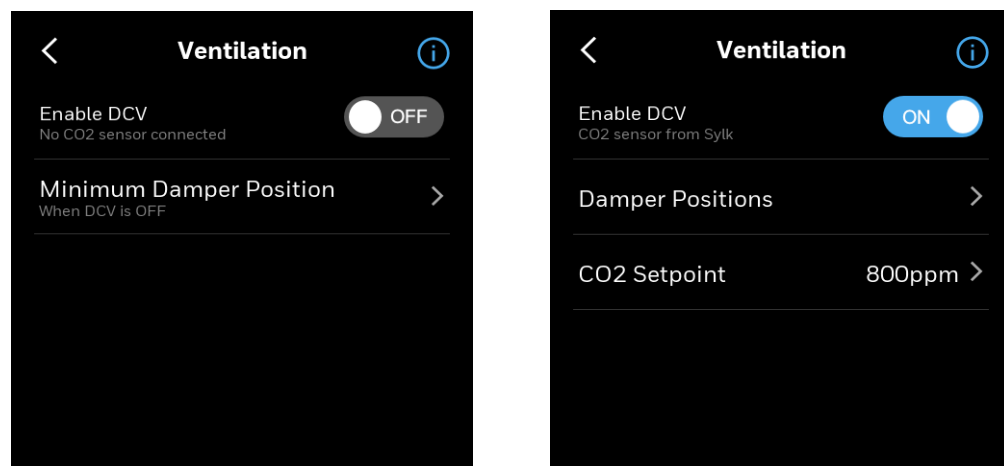 Ventilation
Enable DCV
OFF
No CO2 sensor connected
Minimum Damper Position
When DCV is OFF
Ventilation
Enable DCV
ON
CO2 sensor from Sylk
Damper Positions
CO2 Setpoint 800ppm